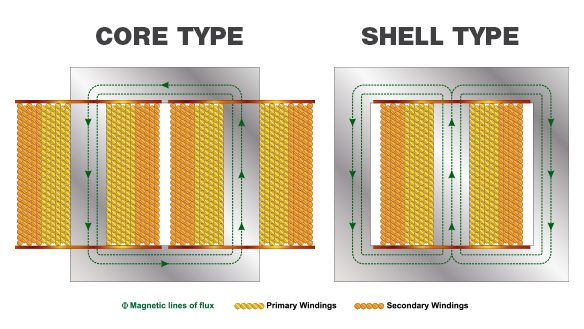 CORE TYPE
SHELL TYPE
Φ Magnetic lines of flux
Primary Windings
Secondary Windings